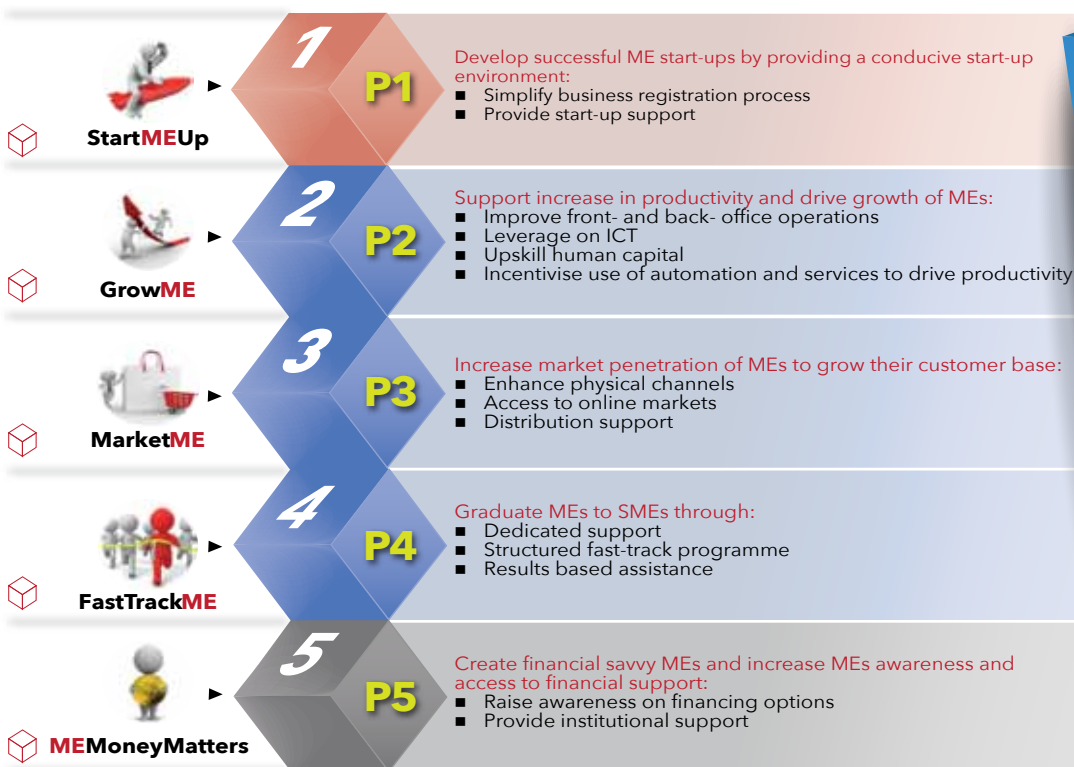 1
P1
StartMEUp
Develop successful ME start-ups by providing a conducive start-up
environment:
■ Simplify business registration process
■ Provide start-up support
2
P2
GrowME
Support increase in productivity and drive growth of MEs:
■ Improve front- and back- office operations
■ Leverage on ICT
■ Upskill human capital
■ Incentivise use of automation and services to drive productivity
3
P3
MarketME
Increase market penetration of MEs to grow their customer base:
■ Enhance physical channels
■ Access to online markets
■ Distribution support
4
P4
FastTrackME
Graduate MEs to SMEs through:
■ Dedicated support
■ Structured fast-track programme
■ Results based assistance
5
P5
MEMoneyMatters
Create financial savvy MEs and increase MEs awareness and
access to financial support:
■ Raise awareness on financing options
■ Provide institutional support